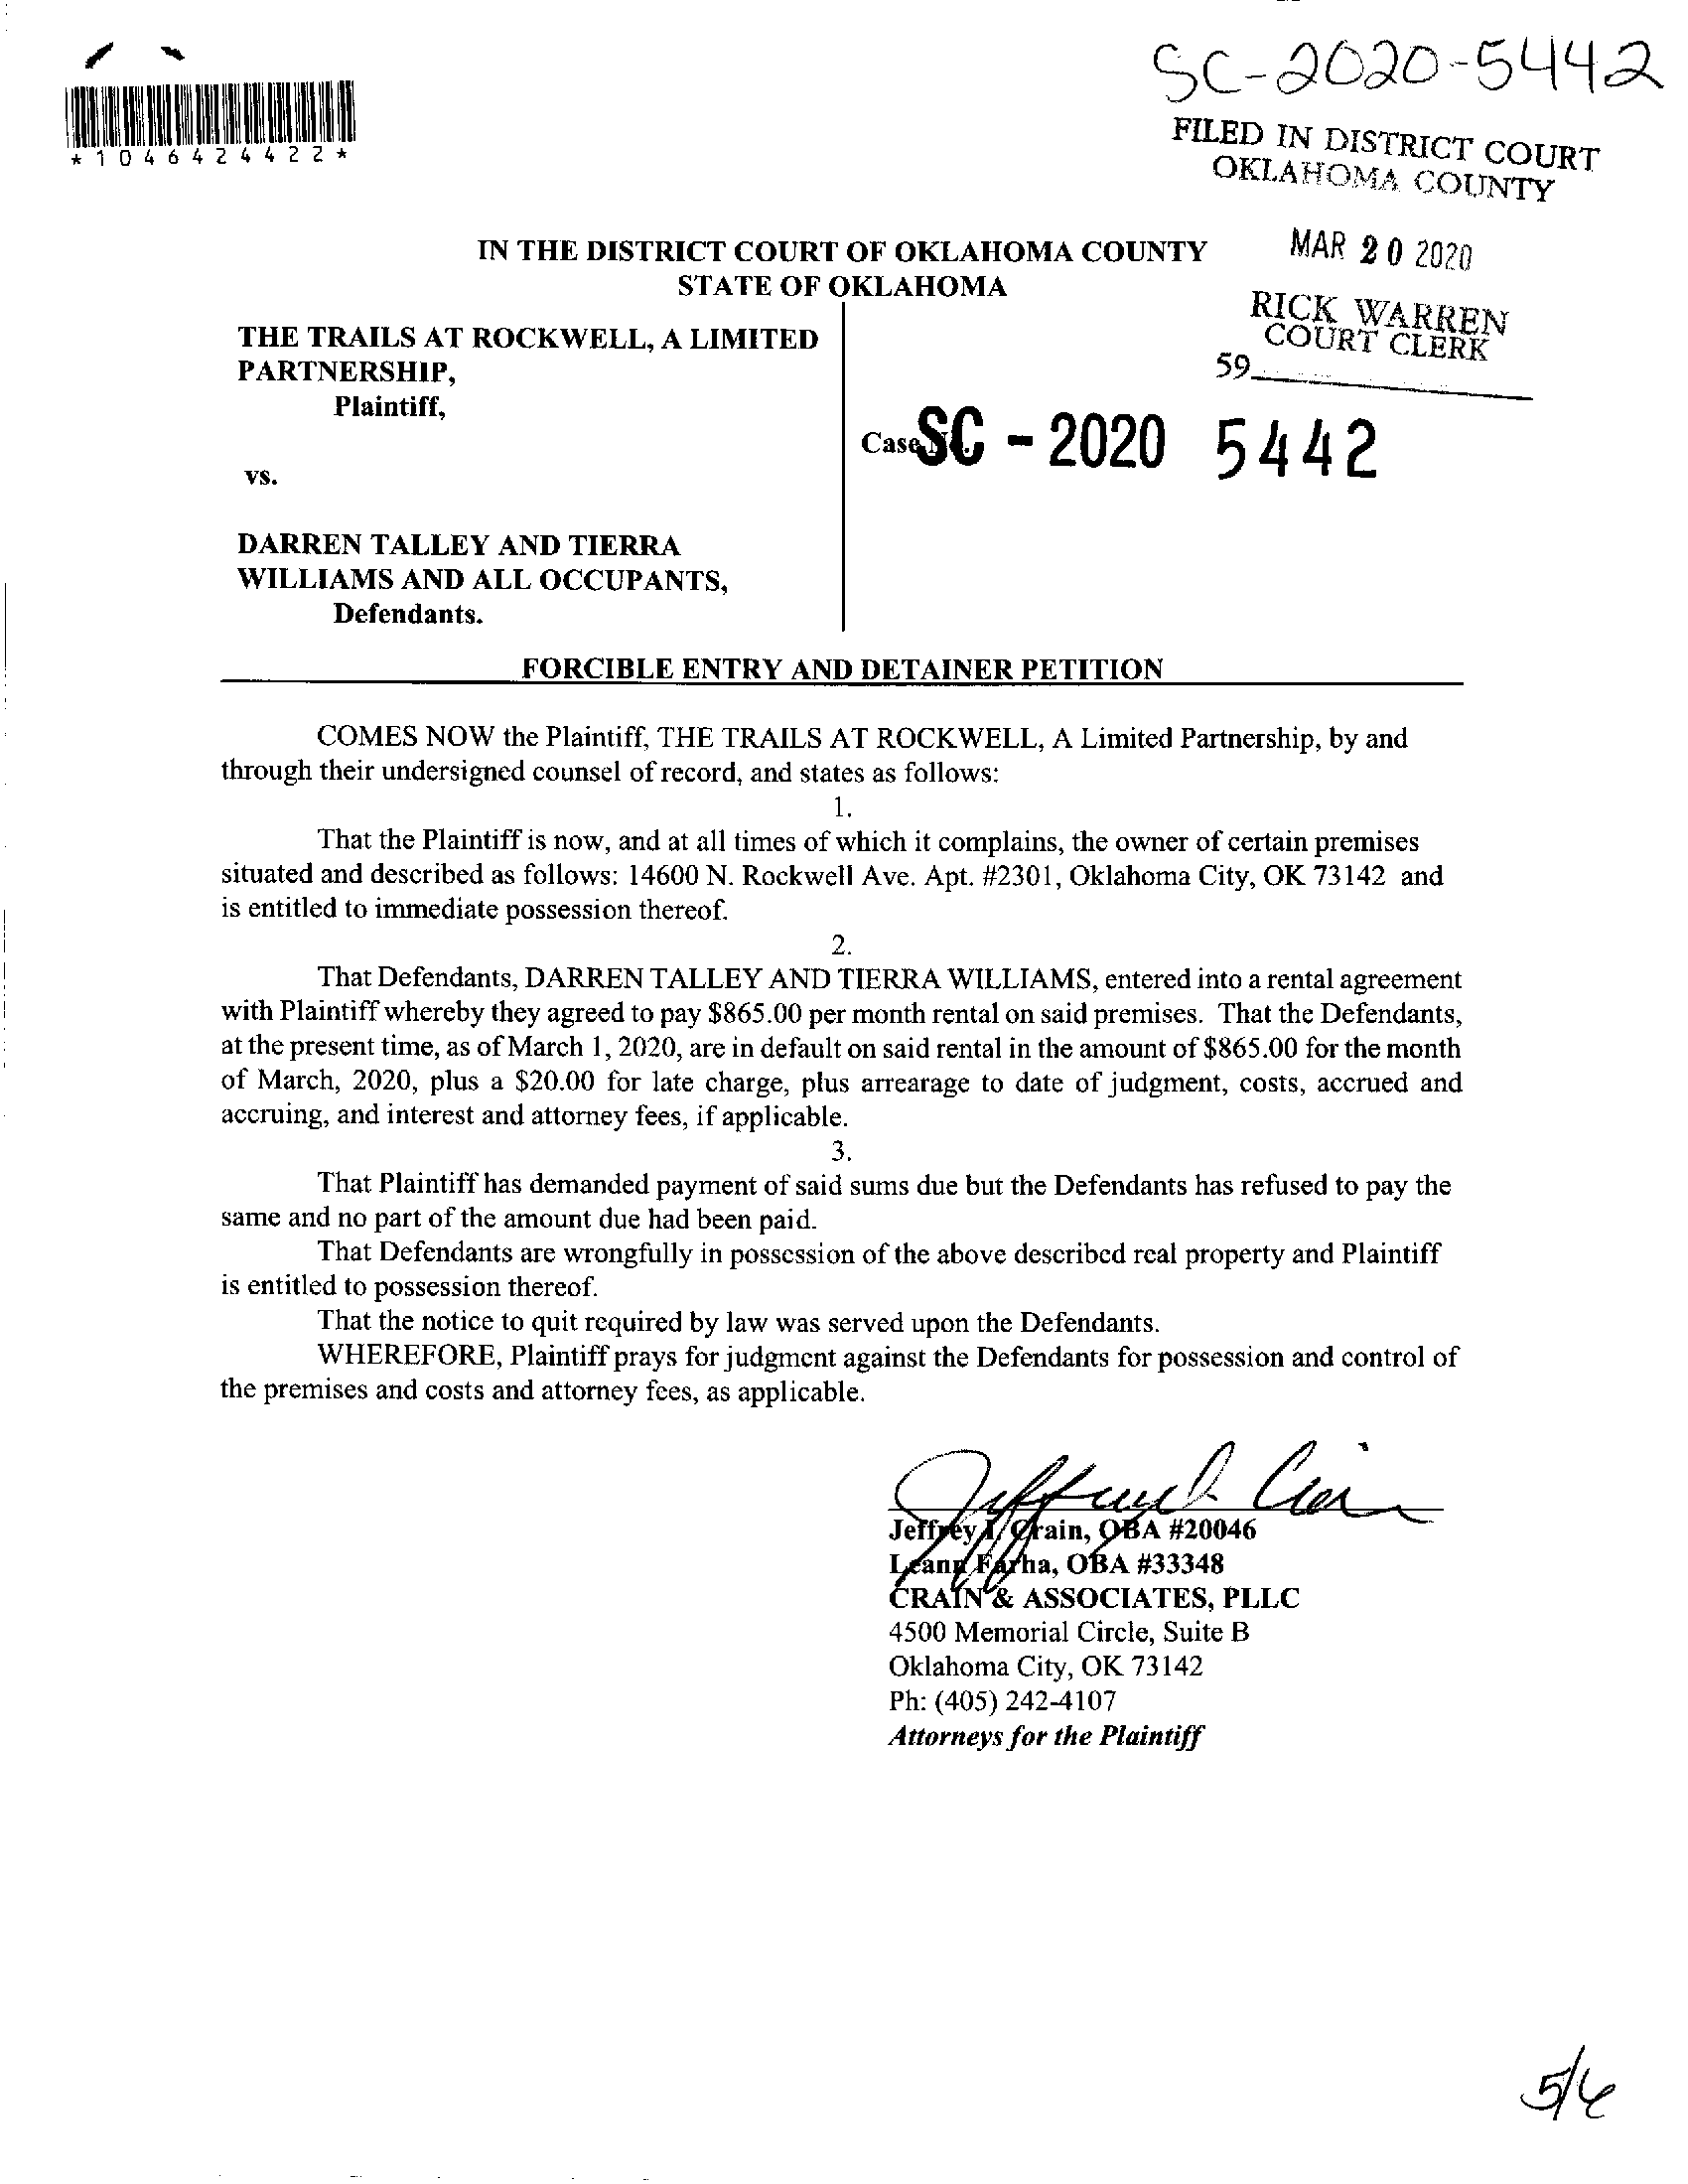 SC-2020-5442
*1046424422*
FILED IN DISTRICT COURT
OKLAHOMA COUNTY
MAR 20 2020
RICK WARREN
COURT CLERK
59
IN THE DISTRICT COURT OF OKLAHOMA COUNTY
STATE OF OKLAHOMA
THE TRAILS AT ROCKWELL, A LIMITED
PARTNERSHIP,
Plaintiff,
vs.
DARREN TALLEY AND TIERRA
WILLIAMS AND ALL OCCUPANTS,
Defendants.
Case No. SC - 2020 5442
FORCIBLE ENTRY AND DETAINER PETITION
COMES NOW the Plaintiff, THE TRAILS AT ROCKWELL, A Limited Partnership, by and
through their undersigned counsel of record, and states as follows:
1.
That the Plaintiff is now, and at all times of which it complains, the owner of certain premises
situated and described as follows: 14600 N. Rockwell Ave. Apt. #2301, Oklahoma City, OK 73142 and
is entitled to immediate possession thereof.
2.
That Defendants, DARREN TALLEY AND TIERRA WILLIAMS, entered into a rental agreement
with Plaintiff whereby they agreed to pay $865.00 per month rental on said premises. That the Defendants,
at the present time, as of March 1, 2020, are in default on said rental in the amount of $865.00 for the month
of March, 2020, plus a $20.00 for late charge, plus arrearage to date of judgment, costs, accrued and
accruing, and interest and attorney fees, if applicable.
3.
That Plaintiff has demanded payment of said sums due but the Defendants has refused to pay the
same and no part of the amount due had been paid.
That Defendants are wrongfully in possession of the above described real property and Plaintiff
is entitled to possession thereof.
That the notice to quit required by law was served upon the Defendants.
WHEREFORE, Plaintiff prays for judgment against the Defendants for possession and control of
the premises and costs and attorney fees, as applicable.
Jeffrey I. Crain, OBA #20046
Leann Farha, OBA #33348
CRAIN & ASSOCIATES, PLLC
4500 Memorial Circle, Suite B
Oklahoma City, OK 73142
Ph: (405) 242-4107
Attorneys for the Plaintiff